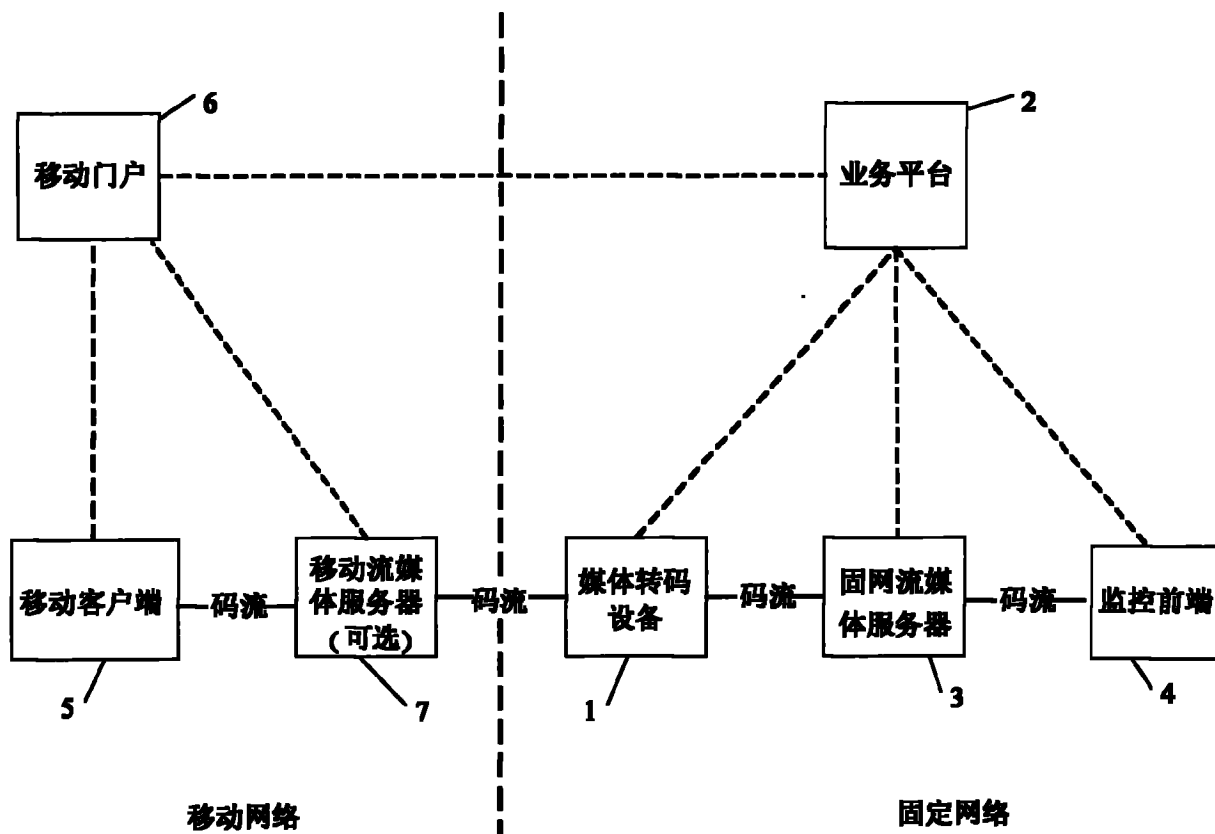 6
2
移动门户
业务平台
移动客户端
码流
移动流媒
体服务器
(可选)
码流
媒体转码
设备
码流
固网流媒
体服务器
码流
监控前端
5
7
1
3
4
移动网络
固定网络